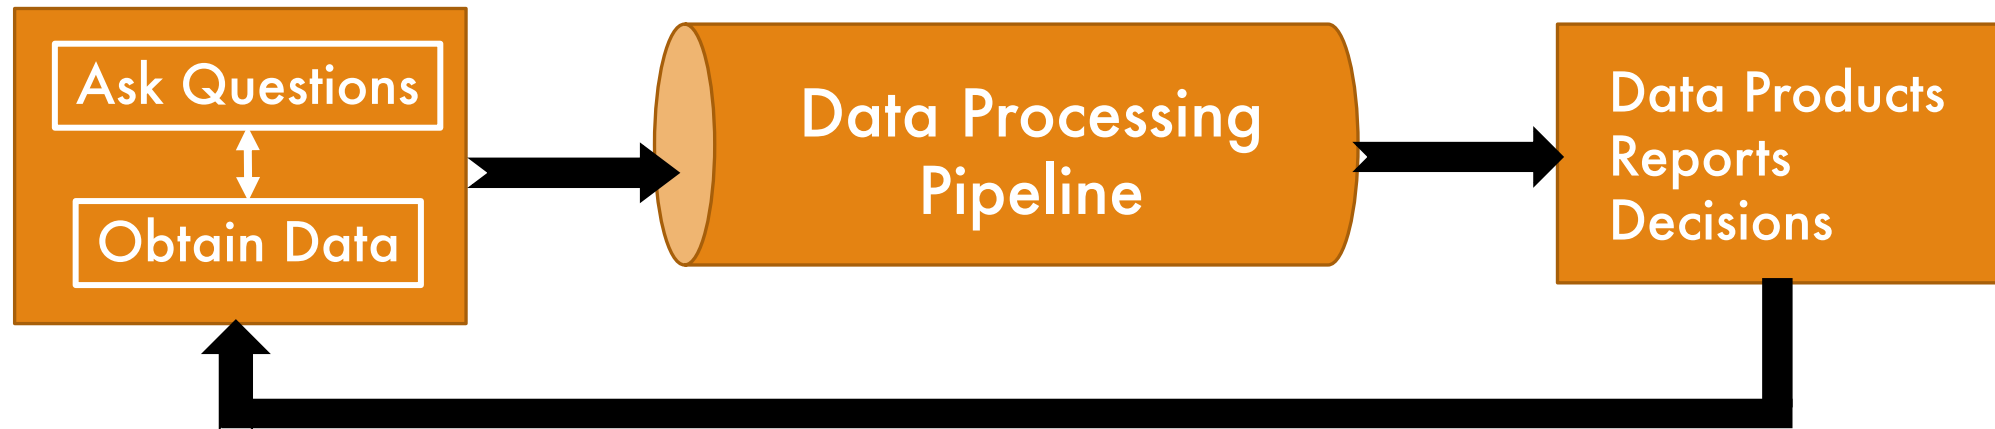 Ask Questions
Obtain Data
Data Processing
Pipeline
Data Products
Reports
Decisions